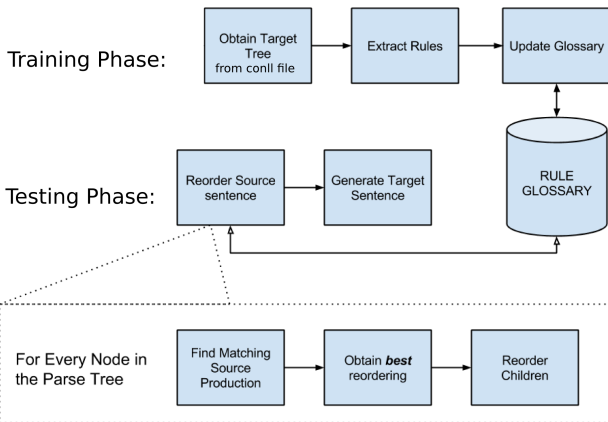 Training Phase:
Obtain Target
Tree
from conll file
Extract Rules
Update Glossary
RULE
GLOSSARY
Testing Phase:
Reorder Source
sentence
Generate Target
Sentence
For Every Node in
the Parse Tree
Find Matching
Source
Production
Obtain best
reordering
Reorder
Children